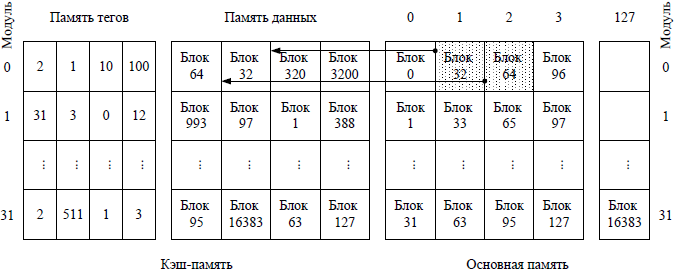 Модуль
Память тегов
Память данных
0 1 2 3 127
Модуль
0
2 1 10 100
Блок 64
Блок 32
Блок 320
Блок 3200
Блок 0
Блок 32
Блок 64
Блок 96
0
1
31 3 0 12
Блок 993
Блок 97
Блок 1
Блок 388
Блок 1
Блок 33
Блок 65
Блок 97
1
⋮ ⋮ ⋮ ⋮ ⋮ ⋮ ⋮ ⋮ ⋮ ⋮ ⋮ ⋮ ⋮
31
2 511 1 3
Блок 95
Блок 16383
Блок 63
Блок 127
Блок 31
Блок 63
Блок 95
Блок 127
Блок 16383
31
Кэш-память
Основная память